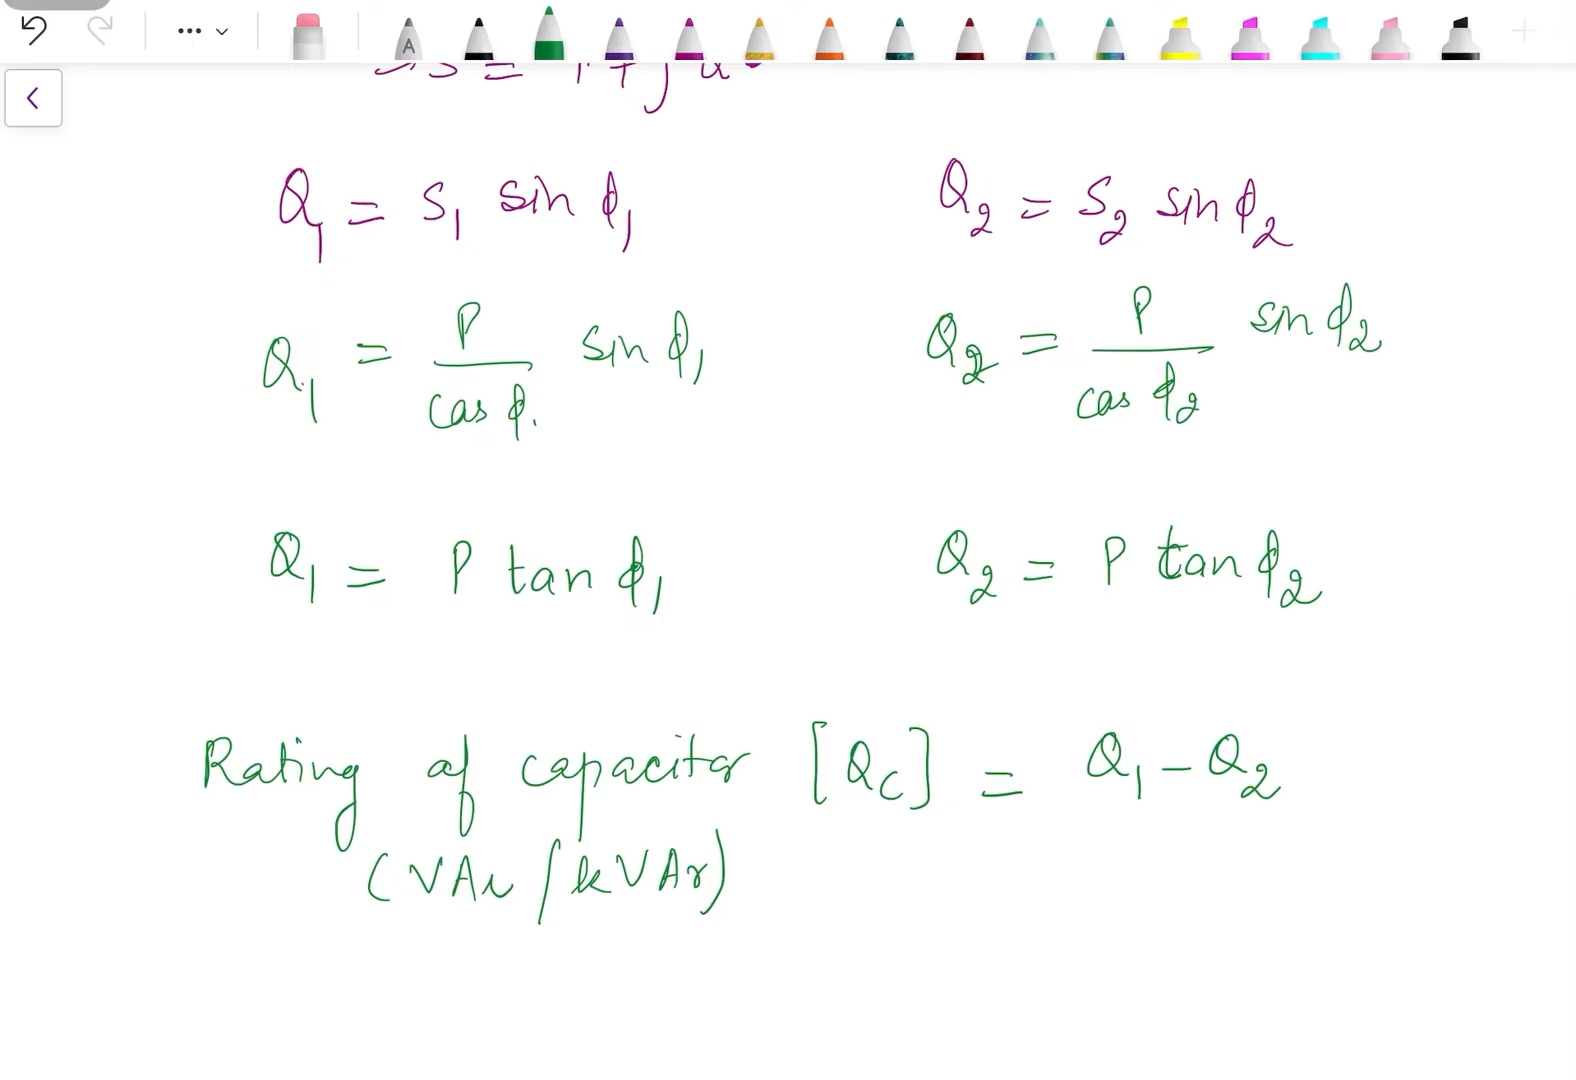 A
S = P + jQ
Q₁ = S₁ sin ϕ₁
Q₂ = S₂ sin ϕ₂
Q₁ = P / cos ϕ₁ sin ϕ₁
Q₂ = P / cos ϕ₂ sin ϕ₂
Q₁ = P tan ϕ₁
Q₂ = P tan ϕ₂
Rating of capacitor [Qc] = Q₁ - Q₂
(VAr / kVAr)